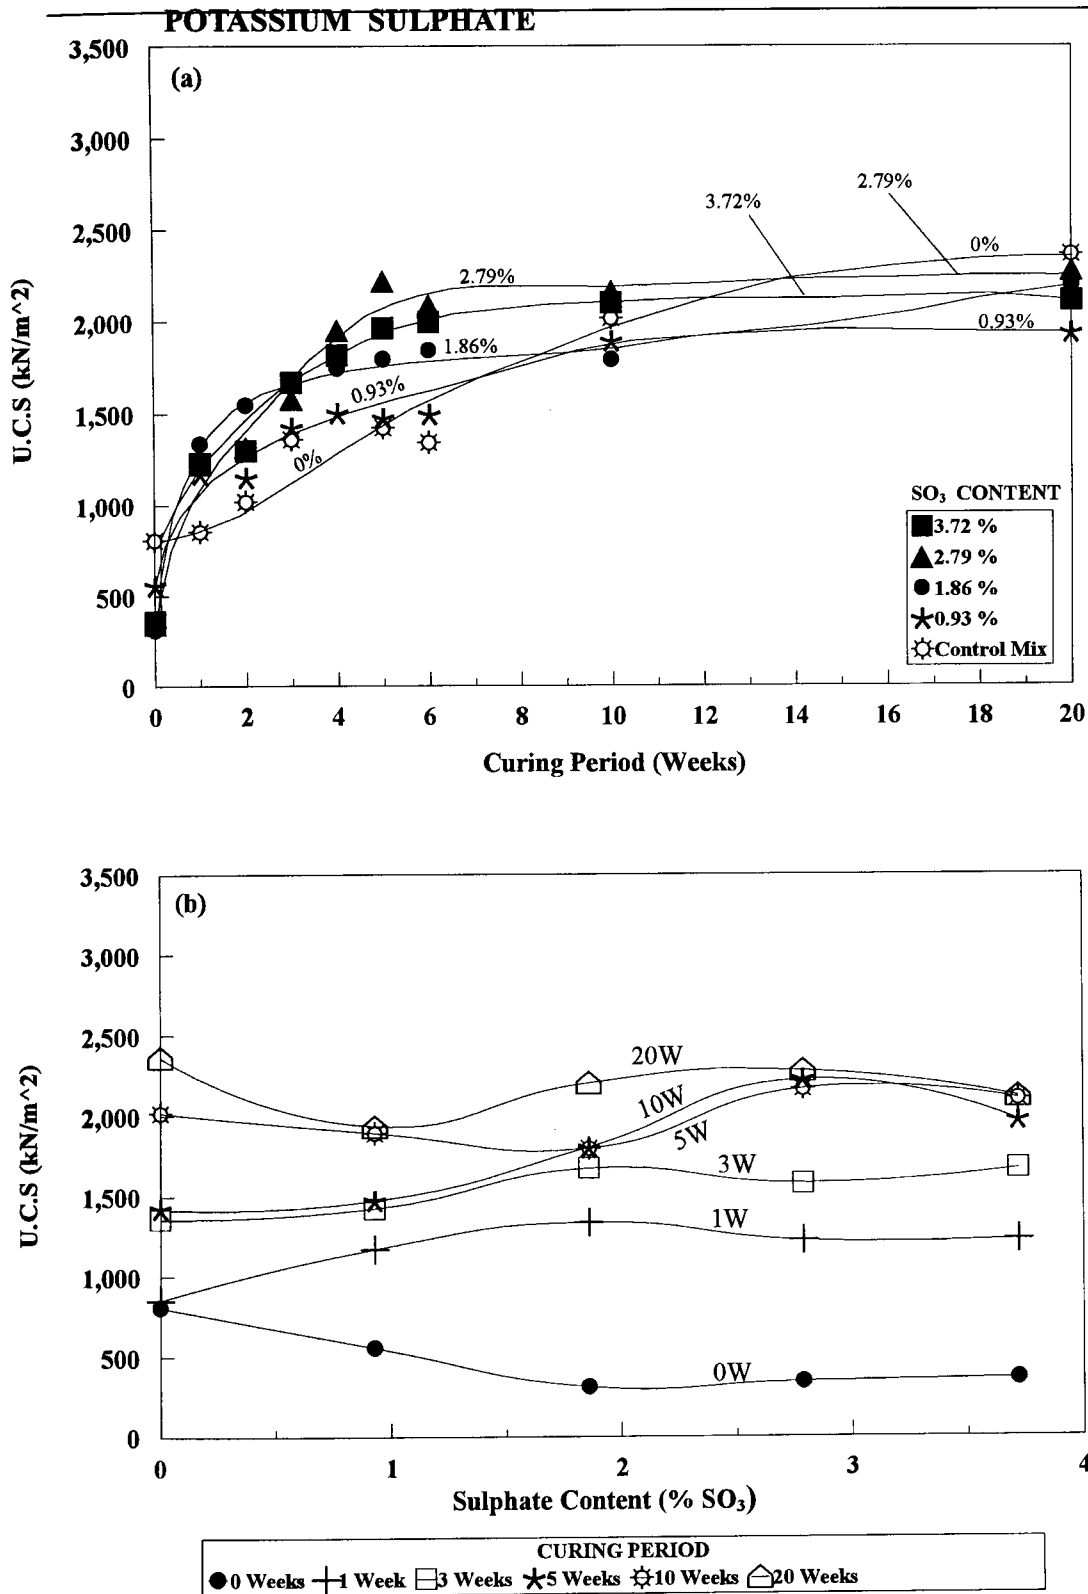 POTASSIUM SULPHATE
(a)
3,500
3,000
2,500
2,000
1,500
1,000
500
0
U.C.S (kN/m^2)
2.79%
3.72%
0%
2.79%
1.86%
0.93%
0.93%
0%
SO₃ CONTENT
3.72 %
2.79 %
1.86 %
0.93 %
Control Mix
0 2 4 6 8 10 12 14 16 18 20
Curing Period (Weeks)
(b)
3,500
3,000
2,500
2,000
1,500
1,000
500
0
U.C.S (kN/m^2)
20W
10W
5W
3W
1W
0W
0 1 2 3 4
Sulphate Content (% SO₃)
CURING PERIOD
0 Weeks 1 Week 3 Weeks 5 Weeks 10 Weeks 20 Weeks